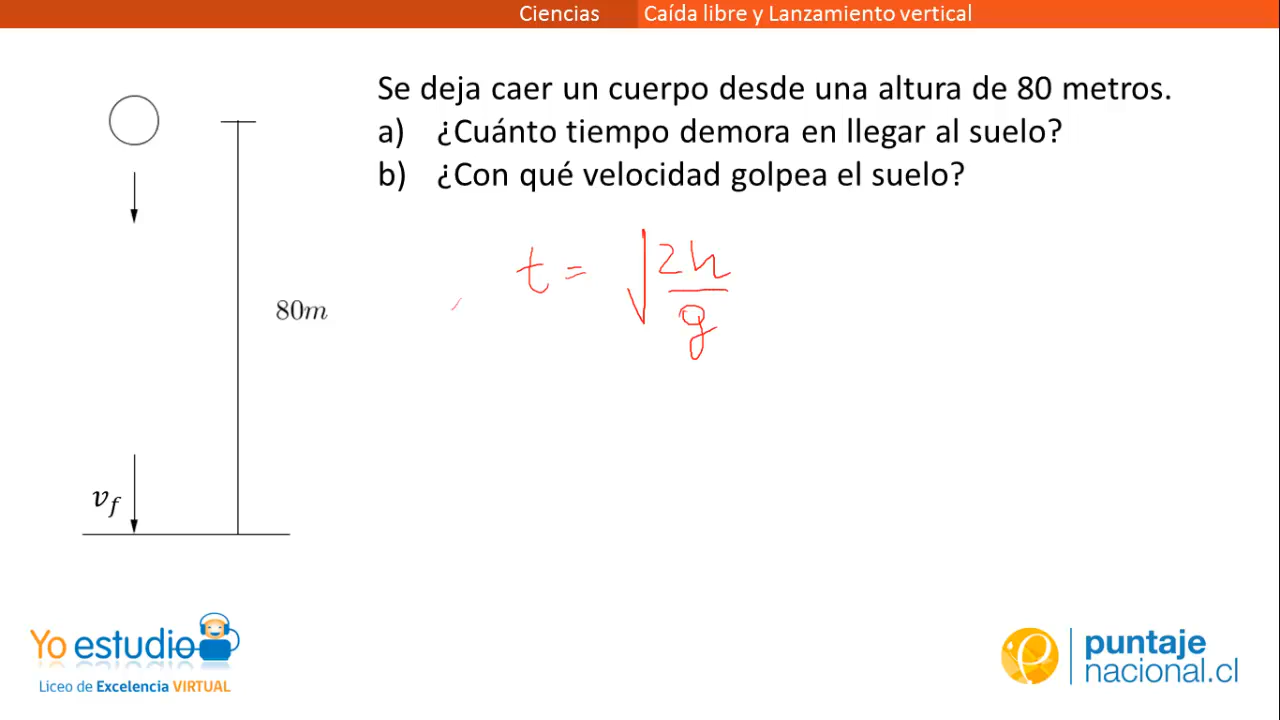 Ciencias Caída libre y Lanzamiento vertical
Se deja caer un cuerpo desde una altura de 80 metros.
a) ¿Cuánto tiempo demora en llegar al suelo?
b) ¿Con qué velocidad golpea el suelo?
t = √2h
g
80m
v_f
Yo estudio
Liceo de Excelencia VIRTUAL
puntaje
nacional.cl